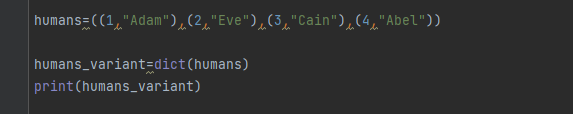 humans=((1,"Adam"),(2,"Eve"),(3,"Cain"),(4,"Abel"))
humans_variant=dict(humans)
print(humans_variant)